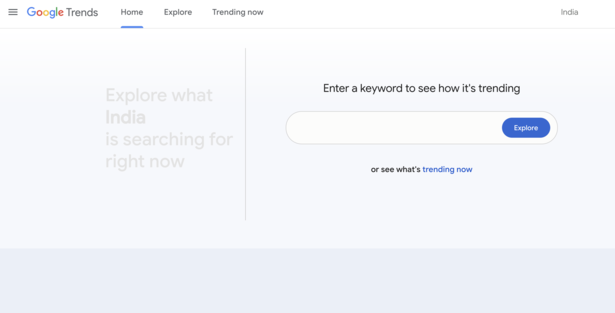 Google Trends
Home
Explore
Trending now
India
Explore what
India
is searching for
right now
Enter a keyword to see how it's trending
Explore
or see what's trending now